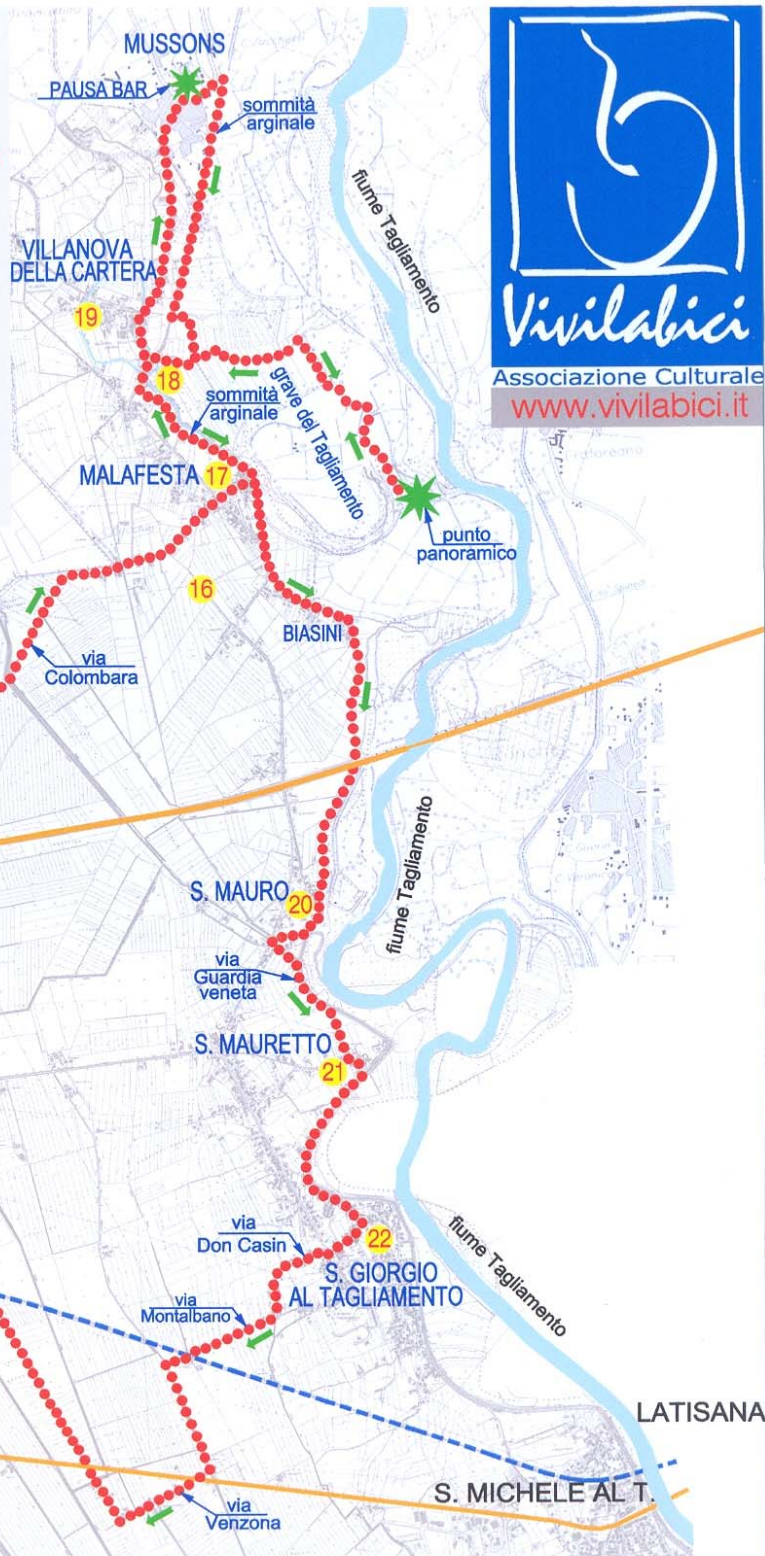 MUSSONS
PAUSA BAR
sommità
arginale
fiume Tagliamento
Vivilabici
Associazione Culturale
www.vivilabici.it
VILLANOVA
DELLA CARTERA
19
18
sommità
arginale
grave del Tagliamento
MALAFESTA
17
punto
panoramico
16
BIASINI
via
Colombara
fiume Tagliamento
S. MAURO
20
via
Guardia
veneta
S. MAURETTO
21
via
Don Casin
22
S. GIORGIO
AL TAGLIAMENTO
fiume Tagliamento
via
Montalbano
LATISANA
S. MICHELE AL T.
via
Venzona